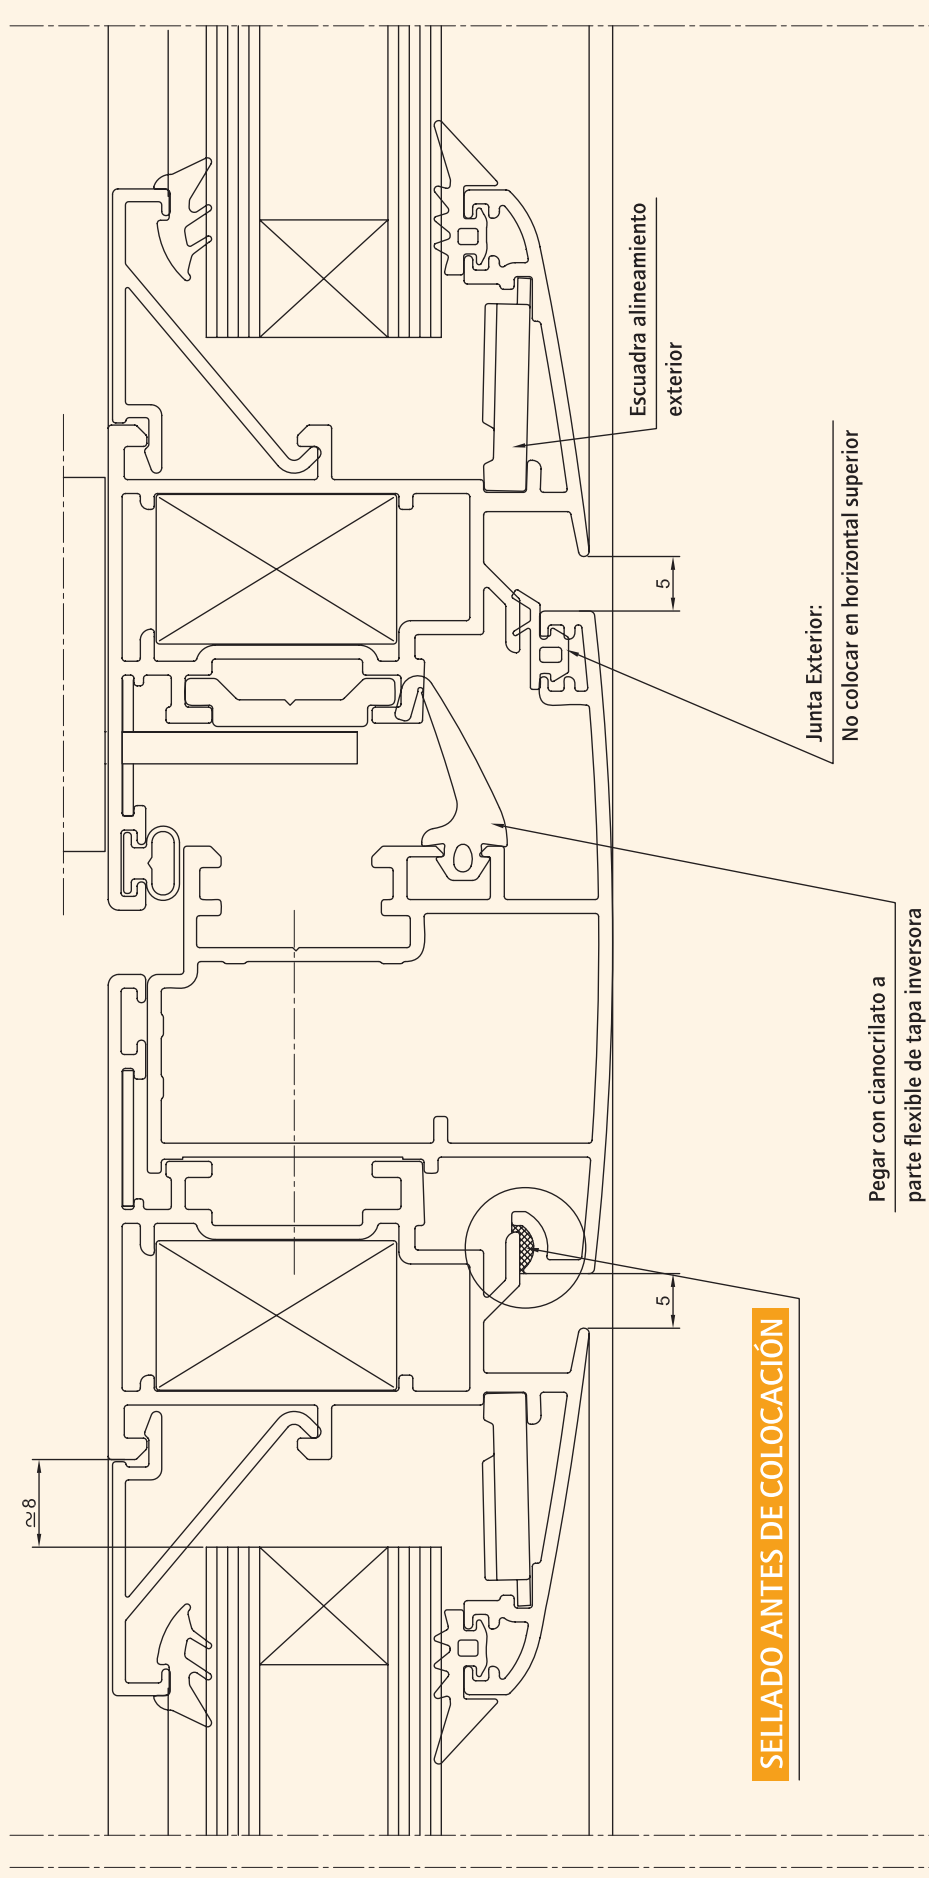 ≃8
SELLADO ANTES DE COLOCACIÓN
5
Pegar con cianocrilato a
parte flexible de tapa inversora
Junta Exterior:
No colocar en horizontal superior
5
Escuadra alineamiento
exterior